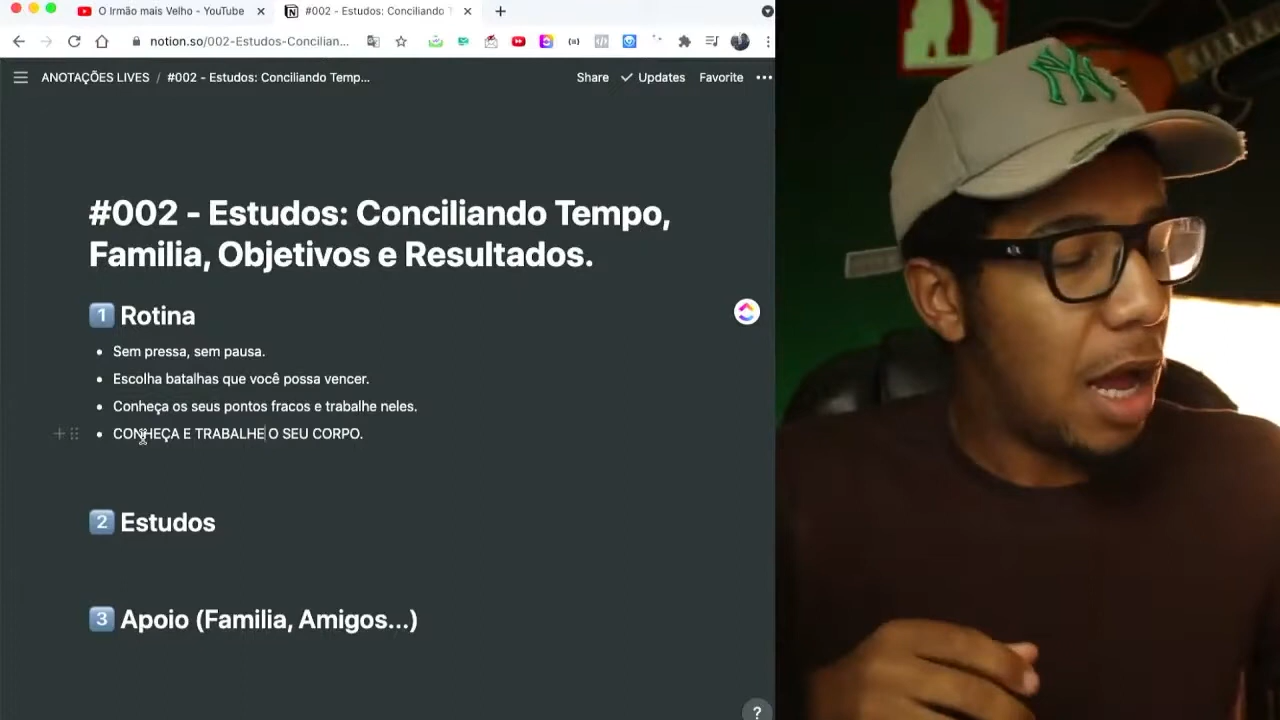 O Irmão mais Velho - YouTube
#002 - Estudos: Conciliando T
notion.so/002-Estudos-Concilian...
ANOTAÇÕES LIVES / #002 - Estudos: Conciliando Temp...
Share
Updates
Favorite
#002 - Estudos: Conciliando Tempo,
Familia, Objetivos e Resultados.
1 Rotina
Sem pressa, sem pausa.
Escolha batalhas que você possa vencer.
Conheça os seus pontos fracos e trabalhe neles.
CONHEÇA E TRABALHE O SEU CORPO.
2 Estudos
3 Apoio (Familia, Amigos...)
?
NY